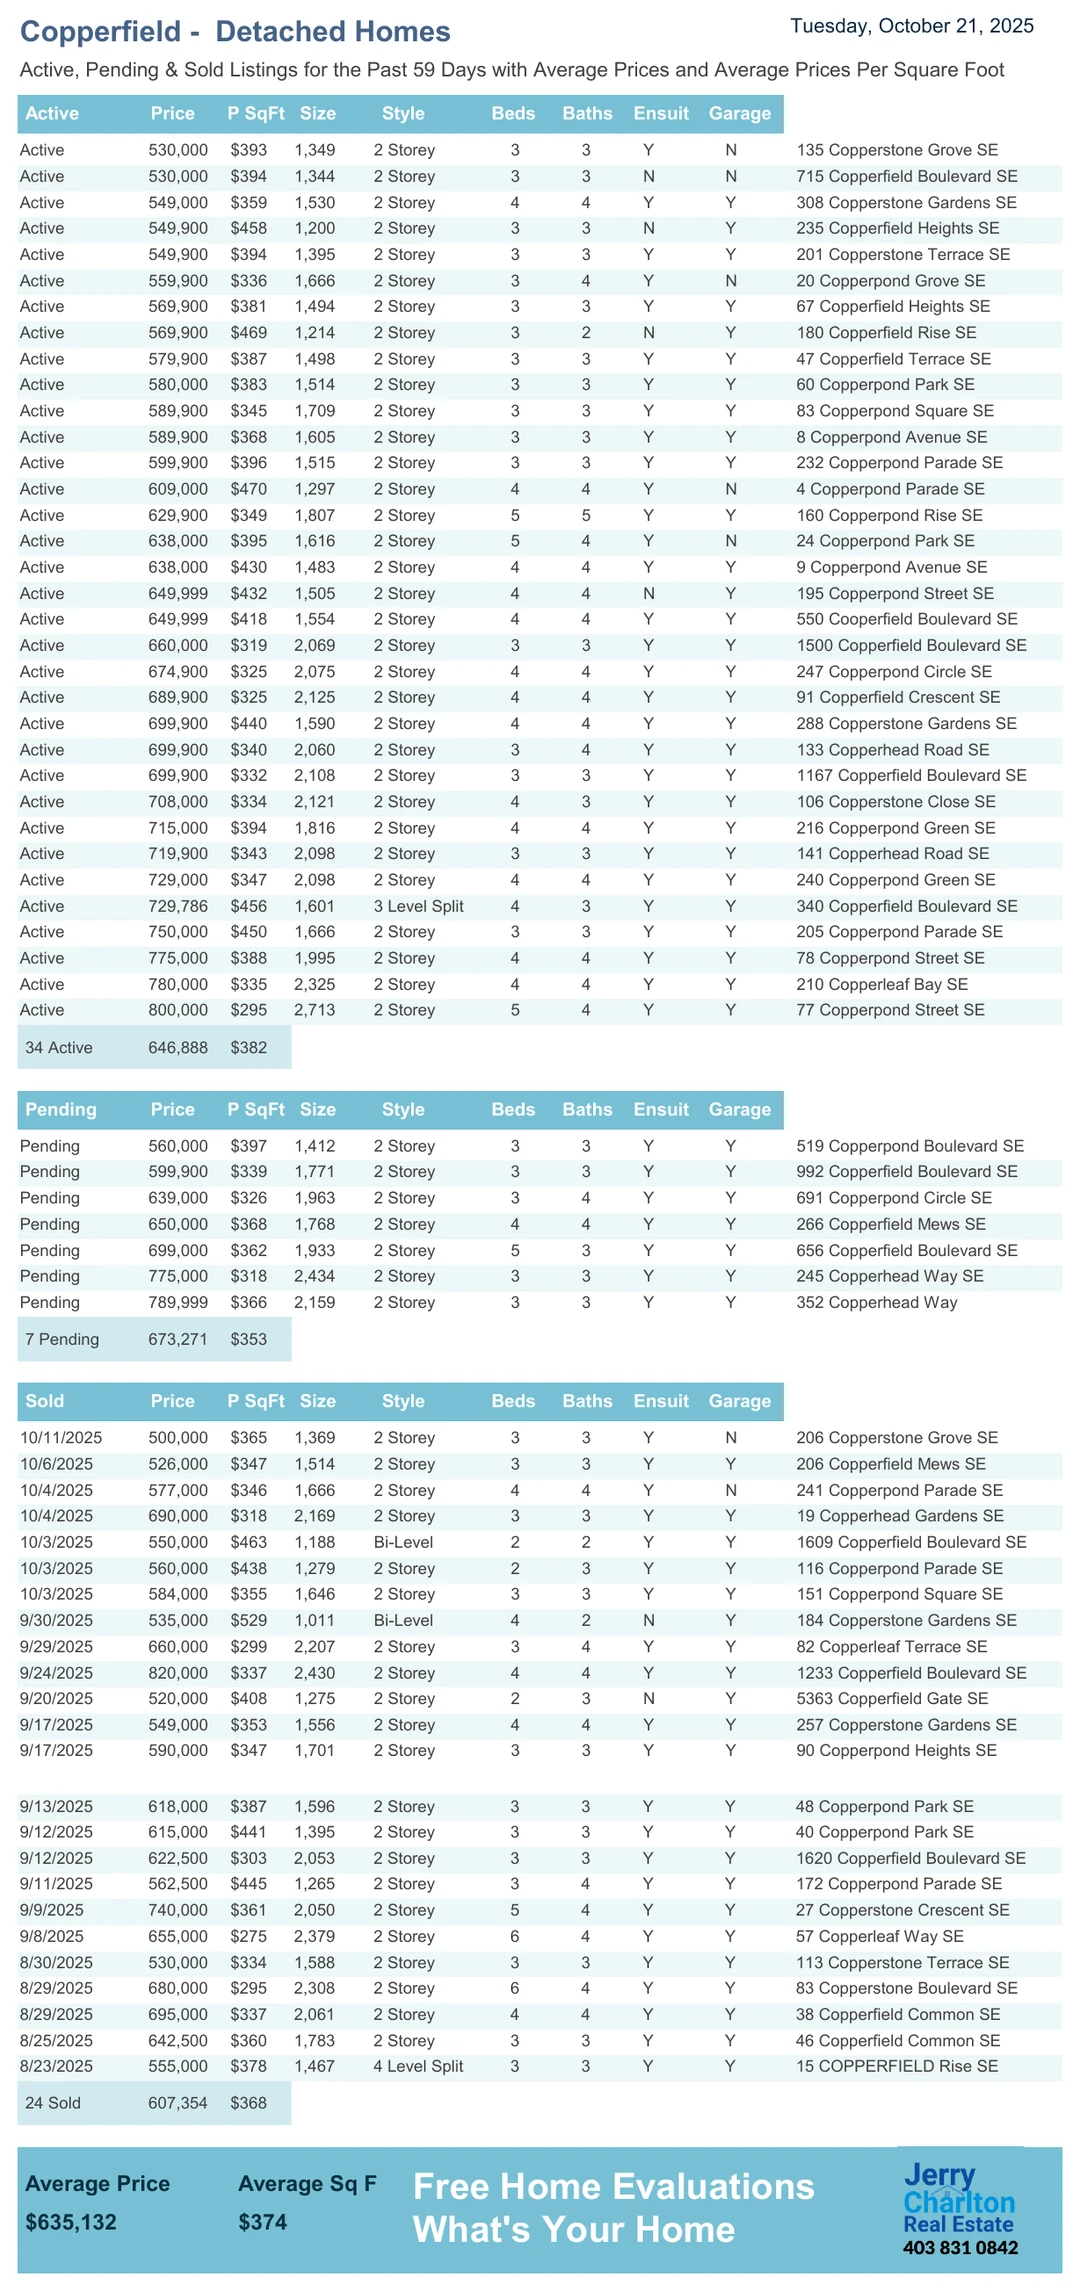 Copperfield - Detached Homes
Tuesday, October 21, 2025
Active, Pending & Sold Listings for the Past 59 Days with Average Prices and Average Prices Per Square Foot
Active Price P SqFt Size Style Beds Baths Ensuit Garage
Active 530,000 $393 1,349 2 Storey 3 3 Y N 135 Copperstone Grove SE
Active 530,000 $394 1,344 2 Storey 3 3 N N 715 Copperfield Boulevard SE
Active 549,000 $359 1,530 2 Storey 4 4 Y Y 308 Copperstone Gardens SE
Active 549,900 $458 1,200 2 Storey 3 3 N Y 235 Copperfield Heights SE
Active 549,900 $394 1,395 2 Storey 3 3 Y Y 201 Copperstone Terrace SE
Active 559,900 $336 1,666 2 Storey 3 4 Y N 20 Copperpond Grove SE
Active 569,900 $381 1,494 2 Storey 3 3 Y Y 67 Copperfield Heights SE
Active 569,900 $469 1,214 2 Storey 3 2 N Y 180 Copperfield Rise SE
Active 579,900 $387 1,498 2 Storey 3 3 Y Y 47 Copperfield Terrace SE
Active 580,000 $383 1,514 2 Storey 3 3 Y Y 60 Copperpond Park SE
Active 589,900 $345 1,709 2 Storey 3 3 Y Y 83 Copperpond Square SE
Active 589,900 $368 1,605 2 Storey 3 3 Y Y 8 Copperpond Avenue SE
Active 599,900 $396 1,515 2 Storey 3 3 Y Y 232 Copperpond Parade SE
Active 609,000 $470 1,297 2 Storey 4 4 Y N 4 Copperpond Parade SE
Active 629,900 $349 1,807 2 Storey 5 5 Y Y 160 Copperpond Rise SE
Active 638,000 $395 1,616 2 Storey 5 4 Y N 24 Copperpond Park SE
Active 638,000 $430 1,483 2 Storey 4 4 Y Y 9 Copperpond Avenue SE
Active 649,999 $432 1,505 2 Storey 4 4 N Y 195 Copperpond Street SE
Active 649,999 $418 1,554 2 Storey 4 4 Y Y 550 Cooperfield Boulevard SE
Active 660,000 $319 2,069 2 Storey 3 3 Y Y 1500 Copperfield Boulevard SE
Active 674,900 $325 2,075 2 Storey 4 4 Y Y 247 Copperpond Circle SE
Active 689,900 $325 2,125 2 Storey 4 4 Y Y 91 Copperfield Crescent SE
Active 699,900 $440 1,590 2 Storey 4 4 Y Y 288 Copperstone Gardens SE
Active 699,900 $340 2,060 2 Storey 3 4 Y Y 133 Copperhead Road SE
Active 699,900 $332 2,108 2 Storey 3 3 Y Y 1167 Copperfield Boulevard SE
Active 708,000 $334 2,121 2 Storey 4 3 Y Y 106 Copperstone Close SE
Active 715,000 $394 1,816 2 Storey 4 4 Y Y 216 Copperpond Green SE
Active 719,900 $343 2,098 2 Storey 3 3 Y Y 141 Copperhead Road SE
Active 729,000 $347 2,098 2 Storey 4 4 Y Y 240 Copperpond Green SE
Active 729,786 $456 1,601 3 Level Split 4 3 Y Y 340 Copperfield Boulevard SE
Active 750,000 $450 1,666 2 Storey 3 3 Y Y 205 Copperpond Parade SE
Active 775,000 $388 1,995 2 Storey 4 4 Y Y 78 Copperpond Street SE
Active 780,000 $335 2,325 2 Storey 4 4 Y Y 210 Copperleaf Bay SE
Active 800,000 $295 2,713 2 Storey 5 4 Y Y 77 Copperpond Street SE
34 Active 646,888 $382
Pending Price P SqFt Size Style Beds Baths Ensuit Garage
Pending 560,000 $397 1,412 2 Storey 3 3 Y Y 519 Copperpond Boulevard SE
Pending 599,900 $339 1,771 2 Storey 3 3 Y Y 992 Copperfield Boulevard SE
Pending 639,000 $326 1,963 2 Storey 3 4 Y Y 691 Copperpond Circle SE
Pending 650,000 $368 1,768 2 Storey 4 4 Y Y 266 Copperfield Mews SE
Pending 699,000 $362 1,933 2 Storey 5 3 Y Y 656 Copperfield Boulevard SE
Pending 775,000 $318 2,434 2 Storey 3 3 Y Y 245 Copperhead Way SE
Pending 789,999 $366 2,159 2 Storey 3 3 Y Y 352 Copperhead Way
7 Pending 673,271 $353
Sold Price P SqFt Size Style Beds Baths Ensuit Garage
10/11/2025 500,000 $365 1,369 2 Storey 3 3 Y N 206 Copperstone Grove SE
10/6/2025 526,000 $347 1,514 2 Storey 3 3 Y Y 206 Copperfield Mews SE
10/4/2025 577,000 $346 1,666 2 Storey 4 4 Y N 241 Copperpond Parade SE
10/4/2025 690,000 $318 2,169 2 Storey 3 3 Y Y 19 Copperhead Gardens SE
10/3/2025 550,000 $463 1,188 Bi-Level 2 2 Y Y 1609 Copperfield Boulevard SE
10/3/2025 560,000 $438 1,279 2 Storey 2 3 Y Y 116 Copperpond Parade SE
10/3/2025 584,000 $355 1,646 2 Storey 3 3 Y Y 151 Copperpond Square SE
9/30/2025 535,000 $529 1,011 Bi-Level 4 2 N Y 184 Copperstone Gardens SE
9/29/2025 660,000 $299 2,207 2 Storey 3 4 Y Y 82 Copperleaf Terrace SE
9/24/2025 820,000 $337 2,430 2 Storey 4 4 Y Y 1233 Copperfield Boulevard SE
9/20/2025 520,000 $408 1,275 2 Storey 2 3 N Y 5363 Copperfield Gate SE
9/17/2025 549,000 $353 1,556 2 Storey 4 4 Y Y 257 Copperstone Gardens SE
9/17/2025 590,000 $347 1,701 2 Storey 3 3 Y Y 90 Copperpond Heights SE
9/13/2025 618,000 $387 1,596 2 Storey 3 3 Y Y 48 Copperpond Park SE
9/12/2025 615,000 $441 1,395 2 Storey 3 3 Y Y 40 Copperpond Park SE
9/12/2025 622,500 $303 2,053 2 Storey 3 3 Y Y 1620 Copperfield Boulevard SE
9/11/2025 562,500 $445 1,265 2 Storey 3 4 Y Y 172 Copperpond Parade SE
9/9/2025 740,000 $361 2,050 2 Storey 5 4 Y Y 27 Copperstone Crescent SE
9/8/2025 655,000 $275 2,379 2 Storey 6 4 Y Y 57 Copperleaf Way SE
8/30/2025 530,000 $334 1,588 2 Storey 3 3 Y Y 113 Copperstone Terrace SE
8/29/2025 680,000 $295 2,308 2 Storey 6 4 Y Y 83 Copperstone Boulevard SE
8/29/2025 695,000 $337 2,061 2 Storey 4 4 Y Y 38 Copperfield Common SE
8/25/2025 642,500 $360 1,783 2 Storey 3 3 Y Y 46 Copperfield Common SE
8/23/2025 555,000 $378 1,467 4 Level Split 3 3 Y Y 15 COPPERFIELD Rise SE
24 Sold 607,354 $368
Average Price Average Sq F
$635,132 $374
Free Home Evaluations
What's Your Home
Jerry
Charlton
Real Estate
403 831 0842